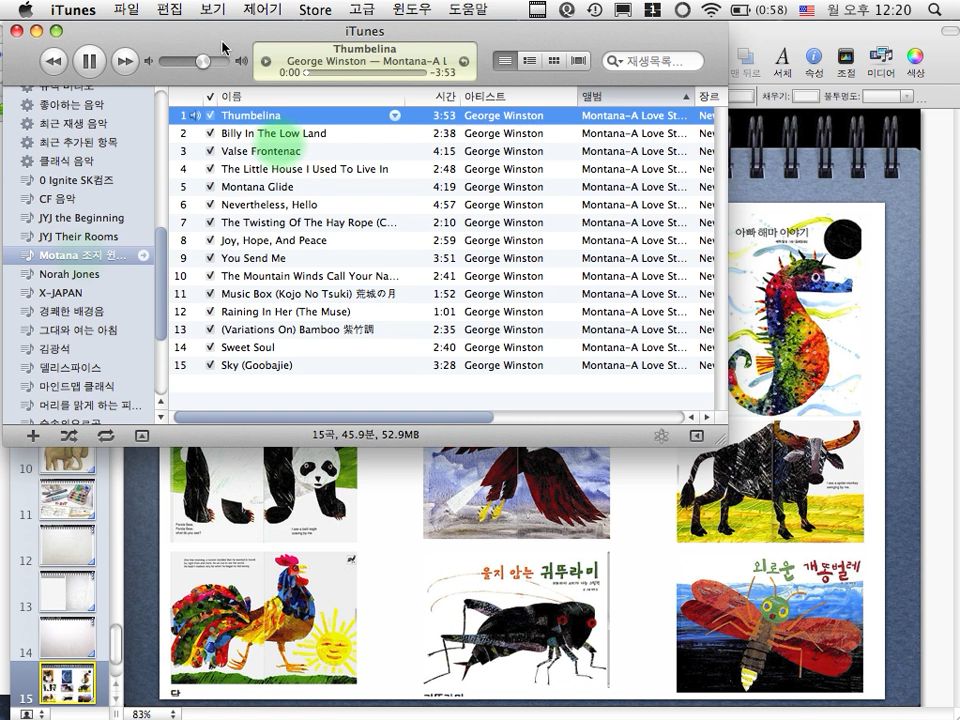 iTunes 파일 편집 보기 제어기 Store 고급 윈도우 도움말 (0:58) 월 오후 12:20
iTunes
Thumbelina
George Winston — Montana-A L
0:00 -3:53
재생목록...
맨 뒤로 서체 속성 조절 미디어 색상
채우기: 불투명도:
이름 시간 아티스트 앨범 장르
좋아하는 음악
최근 재생 음악
최근 추가된 항목
클래식 음악
0 Ignite SK컴즈
CF 음악
JYJ the Beginning
JYJ Their Rooms
Motana 조지 윈...
Norah Jones
X-JAPAN
경쾌한 배경음
그대와 여는 아침
김광석
델리스파이스
마인드맵 클래식
머리를 맑게 하는 피...
1 Thumbelina 3:53 George Winston Montana-A Love St... Nev
2 Billy In The Low Land 2:38 George Winston Montana-A Love St... Nev
3 Valse Frontenac 4:15 George Winston Montana-A Love St... Nev
4 The Little House I Used To Live In 2:48 George Winston Montana-A Love St... Nev
5 Montana Glide 4:19 George Winston Montana-A Love St... Nev
6 Nevertheless, Hello 4:57 George Winston Montana-A Love St... Nev
7 The Twisting Of The Hay Rope (C... 2:10 George Winston Montana-A Love St... Nev
8 Joy, Hope, And Peace 2:59 George Winston Montana-A Love St... Nev
9 You Send Me 3:51 George Winston Montana-A Love St... Nev
10 The Mountain Winds Call Your Na... 2:41 George Winston Montana-A Love St... Nev
11 Music Box (Kojo No Tsuki) 荒城の月 1:52 George Winston Montana-A Love St... Nev
12 Raining In Her (The Muse) 1:01 George Winston Montana-A Love St... Nev
13 (Variations On) Bamboo 紫竹調 2:35 George Winston Montana-A Love St... Nev
14 Sweet Soul 2:40 George Winston Montana-A Love St... Nev
15 Sky (Goobajie) 3:28 George Winston Montana-A Love St... Nev
15곡, 45.9분, 52.9MB
아빠 해마 이야기
10
11
12
13
14
15
울지 않는 귀뚜라미
외로운 개똥벌레
83%